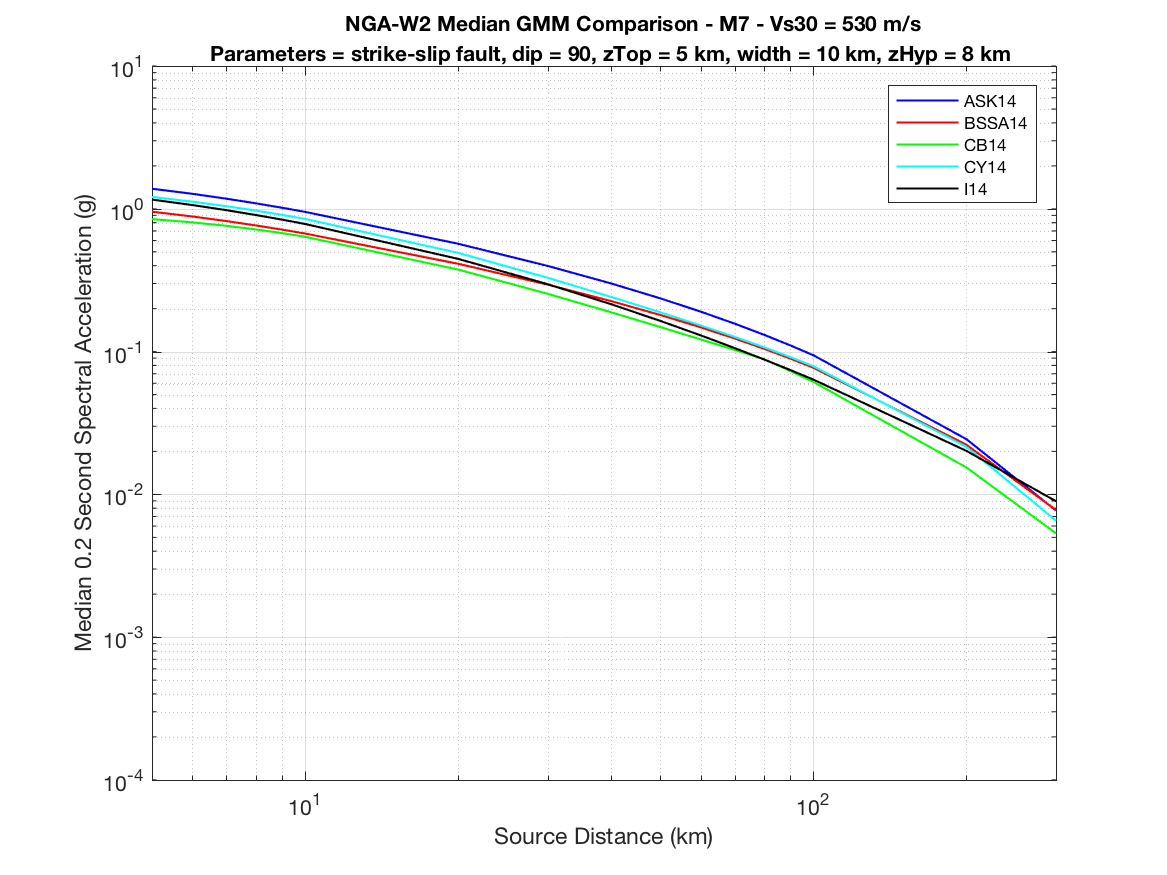 NGA-W2 Median GMM Comparison - M7 - Vs30 = 530 m/s
Parameters = strike-slip fault, dip = 90, zTop = 5 km, width = 10 km, zHyp = 8 km
10^1
10^0
10^-1
10^-2
10^-3
10^-4
Median 0.2 Second Spectral Acceleration (g)
ASK14
BSSA14
CB14
CY14
I14
10^1
10^2
Source Distance (km)